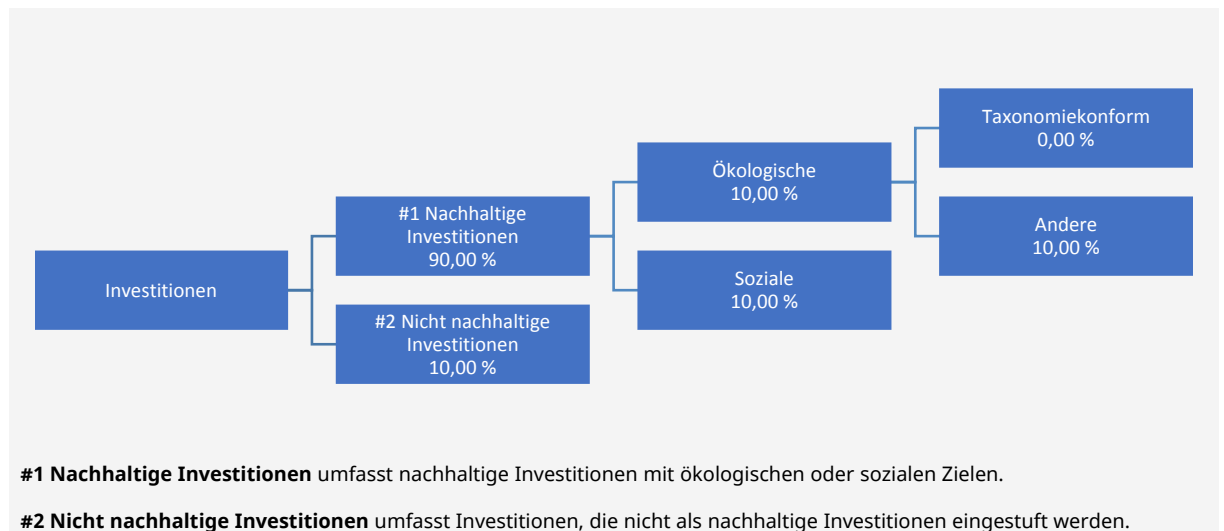 Investitionen
#1 Nachhaltige
Investitionen
90,00 %
#2 Nicht nachhaltige
Investitionen
10,00 %
Ökologische
10,00 %
Soziale
10,00 %
Taxonomiekonform
0,00 %
Andere
10,00 %
#1 Nachhaltige Investitionen umfasst nachhaltige Investitionen mit ökologischen oder sozialen Zielen.
#2 Nicht nachhaltige Investitionen umfasst Investitionen, die nicht als nachhaltige Investitionen eingestuft werden.